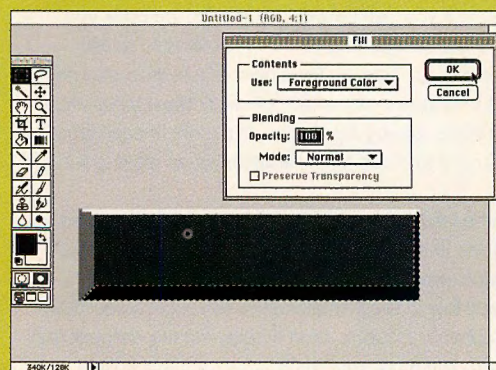 Untitled-1 (RGB, 4:1)
Fill
Contents
Use: Foreground Color
OK
Cancel
Blending
Opacity: 100 %
Mode: Normal
Preserve Transparency
T
340K/128K